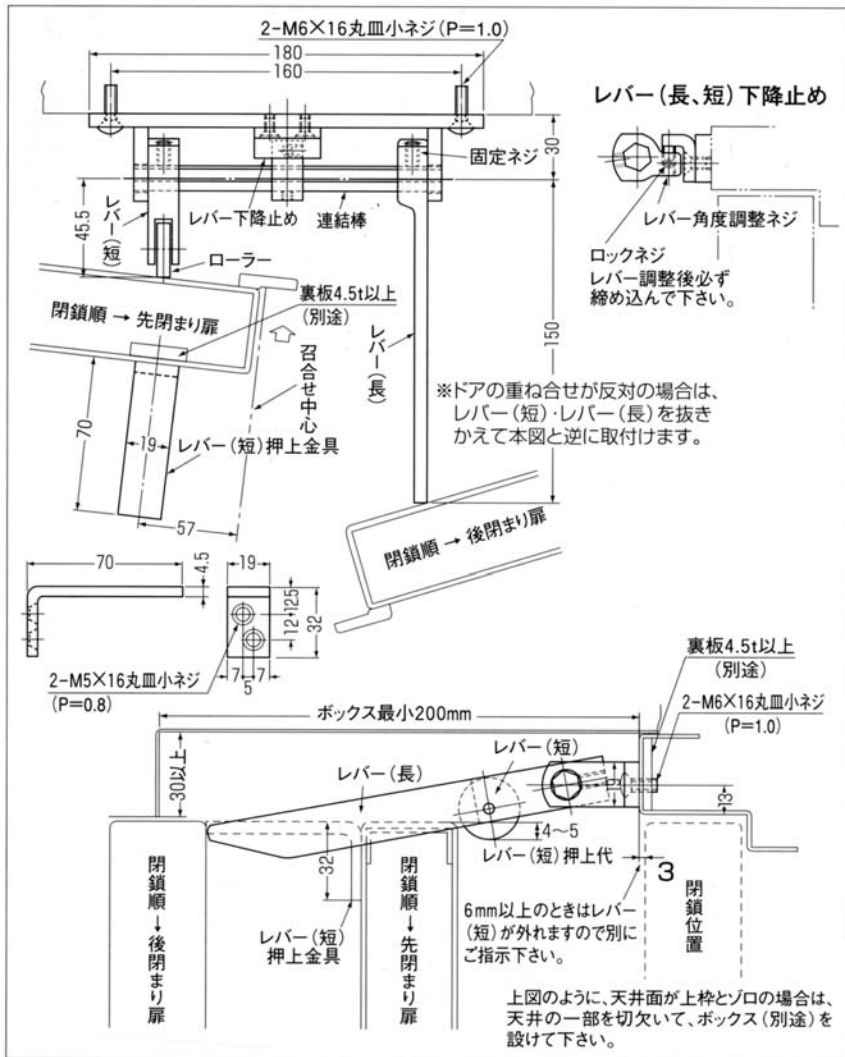 2-M6×16丸皿小ネジ(P=1.0)
180
160
レバー(長、短)下降止め
30
固定ネジ
レバー下降止め
連結棒
レバー(短)
45.5
ローラー
レバー角度調整ネジ
ロックネジ
レバー調整後必ず
締め込んで下さい。
裏板4.5t以上
(別途)
閉鎖順→先閉まり扉
召合せ中心
レバー(長)
150
※ドアの重ね合せが反対の場合は、
レバー(短)・レバー(長)を抜き
かえて本図と逆に取付けます。
70
19
レバー(短)押上金具
57
閉鎖順→後閉まり扉
70
4.5
19
12.5
12
32
7
7
5
2-M5×16丸皿小ネジ
(P=0.8)
裏板4.5t以上
(別途)
2-M6×16丸皿小ネジ
(P=1.0)
ボックス最小200mm
30以上
レバー(長)
レバー(短)
13
4〜5
レバー(短)押上代
32
3
レバー(短)
押上金具
6mm以上のときはレバー
(短)が外れますので別に
ご指示下さい。
閉鎖順→後閉まり扉
閉鎖順→先閉まり扉
閉鎖位置
上図のように、天井面が上枠とゾロの場合は、
天井の一部を切欠いて、ボックス(別途)を
設けて下さい。